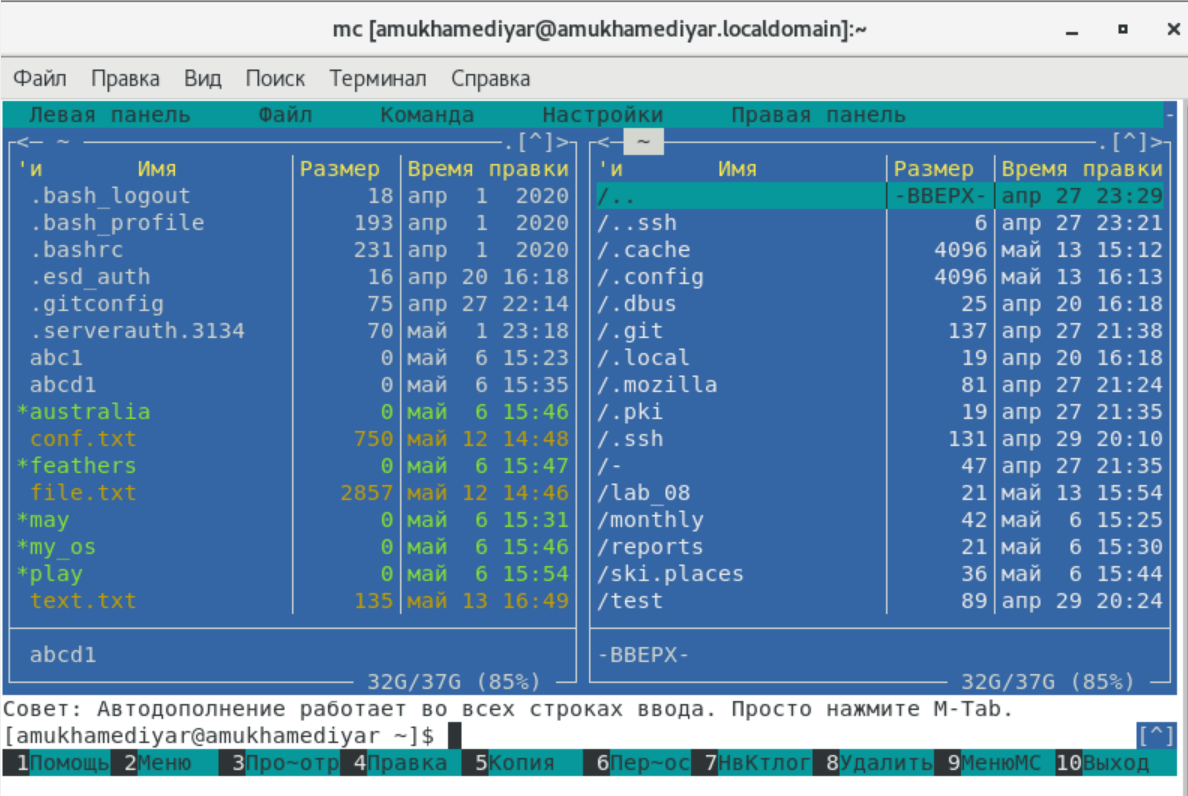 mc [amukhamediyar@amukhamediyar.localdomain]:~
Файл Правка Вид Поиск Терминал Справка
Левая панель Файл Команда Настройки Правая панель
<— ~ .[^]> <— ~ .[^]>
'и Имя Размер Время правки 'и Имя Размер Время правки
.bash_logout 18 апр 1 2020 /.. -ВВЕРХ- апр 27 23:29
.bash_profile 193 апр 1 2020 /..ssh 6 апр 27 23:21
.bashrc 231 апр 1 2020 /.cache 4096 май 13 15:12
.esd_auth 16 апр 20 16:18 /.config 4096 май 13 16:13
.gitconfig 75 апр 27 22:14 /.dbus 25 апр 20 16:18
.serverauth.3134 70 май 1 23:18 /.git 137 апр 27 21:38
abc1 0 май 6 15:23 /.local 19 апр 20 16:18
abcd1 0 май 6 15:35 /.mozilla 81 апр 27 21:24
*australia 0 май 6 15:46 /.pki 19 апр 27 21:35
conf.txt 750 май 12 14:48 /.ssh 131 апр 29 20:10
*feathers 0 май 6 15:47 /- 47 апр 27 21:35
file.txt 2857 май 12 14:46 /lab_08 21 май 13 15:54
*may 0 май 6 15:31 /monthly 42 май 6 15:25
*my_os 0 май 6 15:46 /reports 21 май 6 15:30
*play 0 май 6 15:54 /ski.places 36 май 6 15:44
text.txt 135 май 13 16:49 /test 89 апр 29 20:24
abcd1 -ВВЕРХ-
32G/37G (85%) 32G/37G (85%)
Совет: Автодополнение работает во всех строках ввода. Просто нажмите M-Tab.
[amukhamediyar@amukhamediyar ~]$ [^]
1Помощь 2Меню 3Про~отр 4Правка 5Копия 6Пер~ос 7НвКтлог 8Удалить 9МенюМС 10Выход